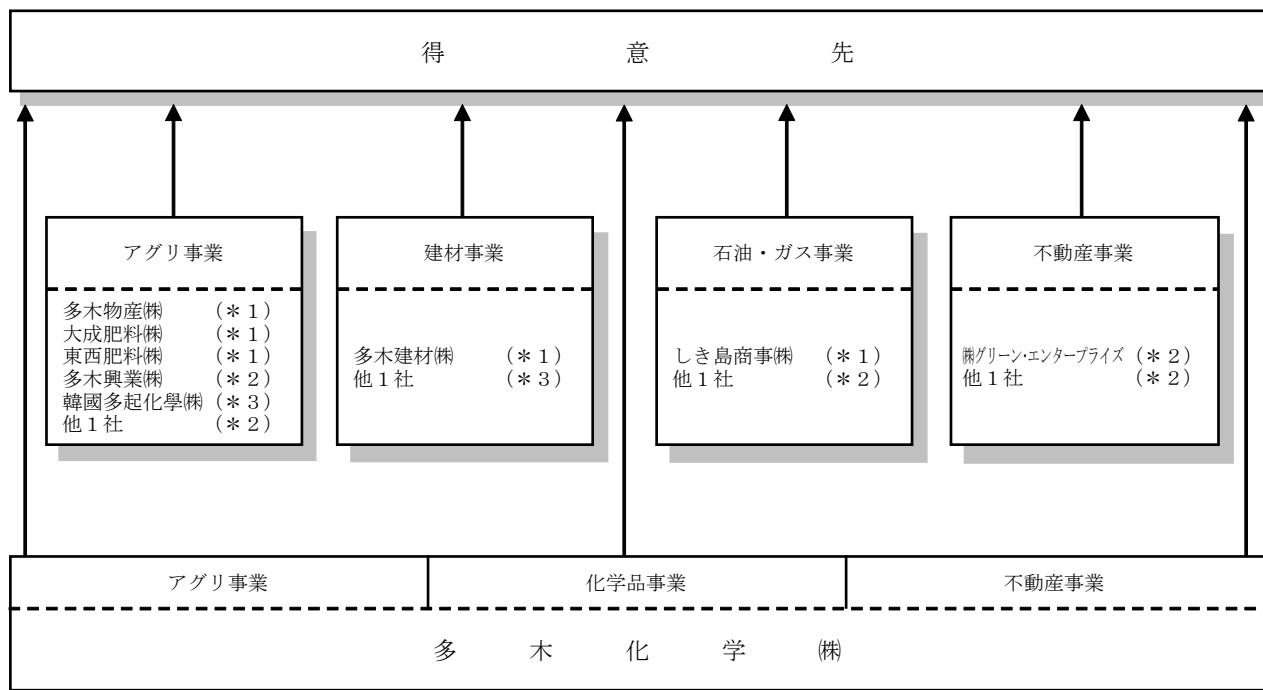 得意先
アグリ事業
多木物産㈱ (*1)
大成肥料㈱ (*1)
東西肥料㈱ (*1)
多木興業㈱ (*2)
韓國多起化學㈱ (*3)
他1社 (*2)
建材事業
多木建材㈱ (*1)
他1社 (*3)
石油・ガス事業
しき島商事㈱ (*1)
他1社 (*2)
不動産事業
㈱グリーン・エンタープライズ (*2)
他1社 (*2)
アグリ事業
化学品事業
不動産事業
多木化学㈱